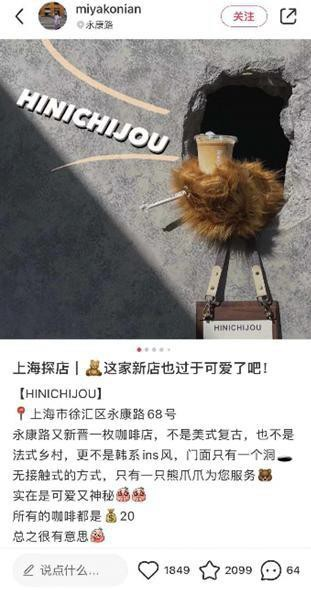 miyakonian
永康路
关注
HINICHIJOU
HINICHIJOU
上海探店｜🧸这家新店也过于可爱了吧！
【HINICHIJOU】
📍上海市徐汇区永康路68号
永康路又新晋一枚咖啡店，不是美式复古，也不是
法式乡村，更不是韩系ins风，门面只有一个洞🕳
无接触式的方式，只有一只熊爪爪为您服务🐻
实在是可爱又神秘
所有的咖啡都是💰20
总之很有意思
说点什么...
1849
2099
64